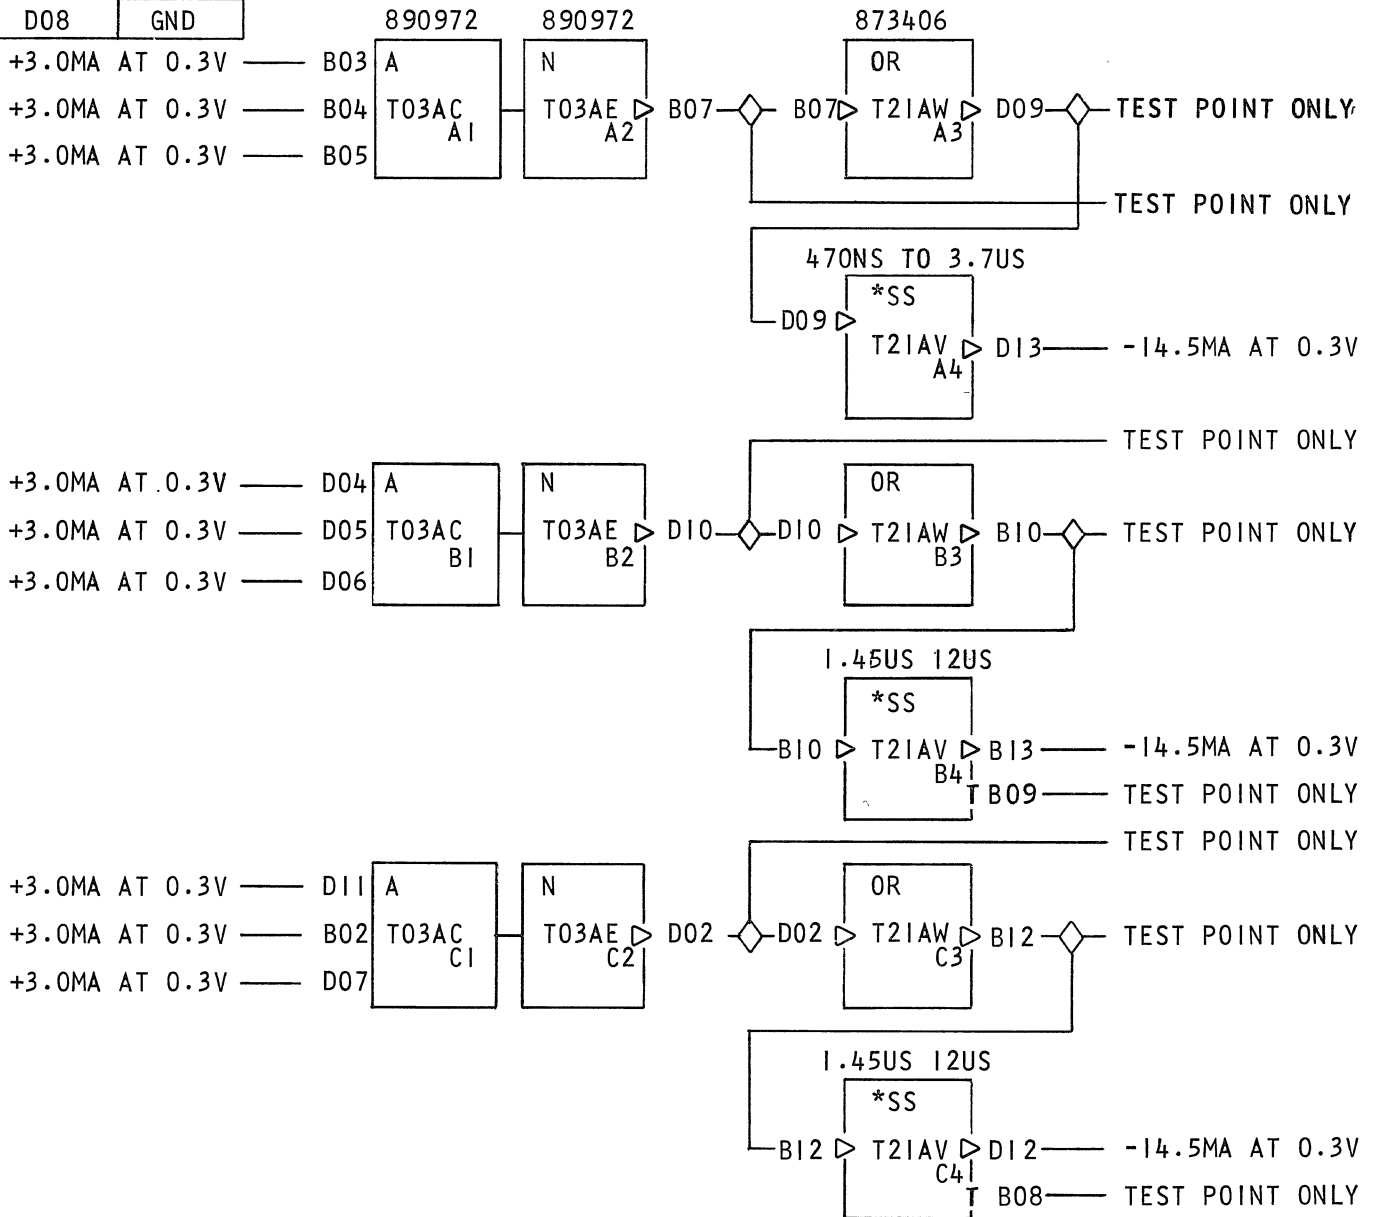 D08 GND 890972 890972 873406
+3.0MA AT 0.3V B03 A N OR
+3.0MA AT 0.3V B04 T03AC T03AE B07 B07 T21AW D09 TEST POINT ONLY
A1 A2 A3
+3.0MA AT 0.3V B05
TEST POINT ONLY
470NS TO 3.7US
*SS
D09
T21AV D13 -14.5MA AT 0.3V
A4
TEST POINT ONLY
+3.0MA AT 0.3V D04 A N OR
+3.0MA AT 0.3V D05 T03AC T03AE D10 D10 T21AW B10 TEST POINT ONLY
B1 B2 B3
+3.0MA AT 0.3V D06
1.45US 12US
*SS
B10 T21AV B13 -14.5MA AT 0.3V
B4
T B09 TEST POINT ONLY
TEST POINT ONLY
+3.0MA AT 0.3V D11 A N OR
+3.0MA AT 0.3V B02 T03AC T03AE D02 D02 T21AW B12 TEST POINT ONLY
C1 C2 C3
+3.0MA AT 0.3V D07
1.45US 12US
*SS
B12 T21AV D12 -14.5MA AT 0.3V
C4
T B08 TEST POINT ONLY